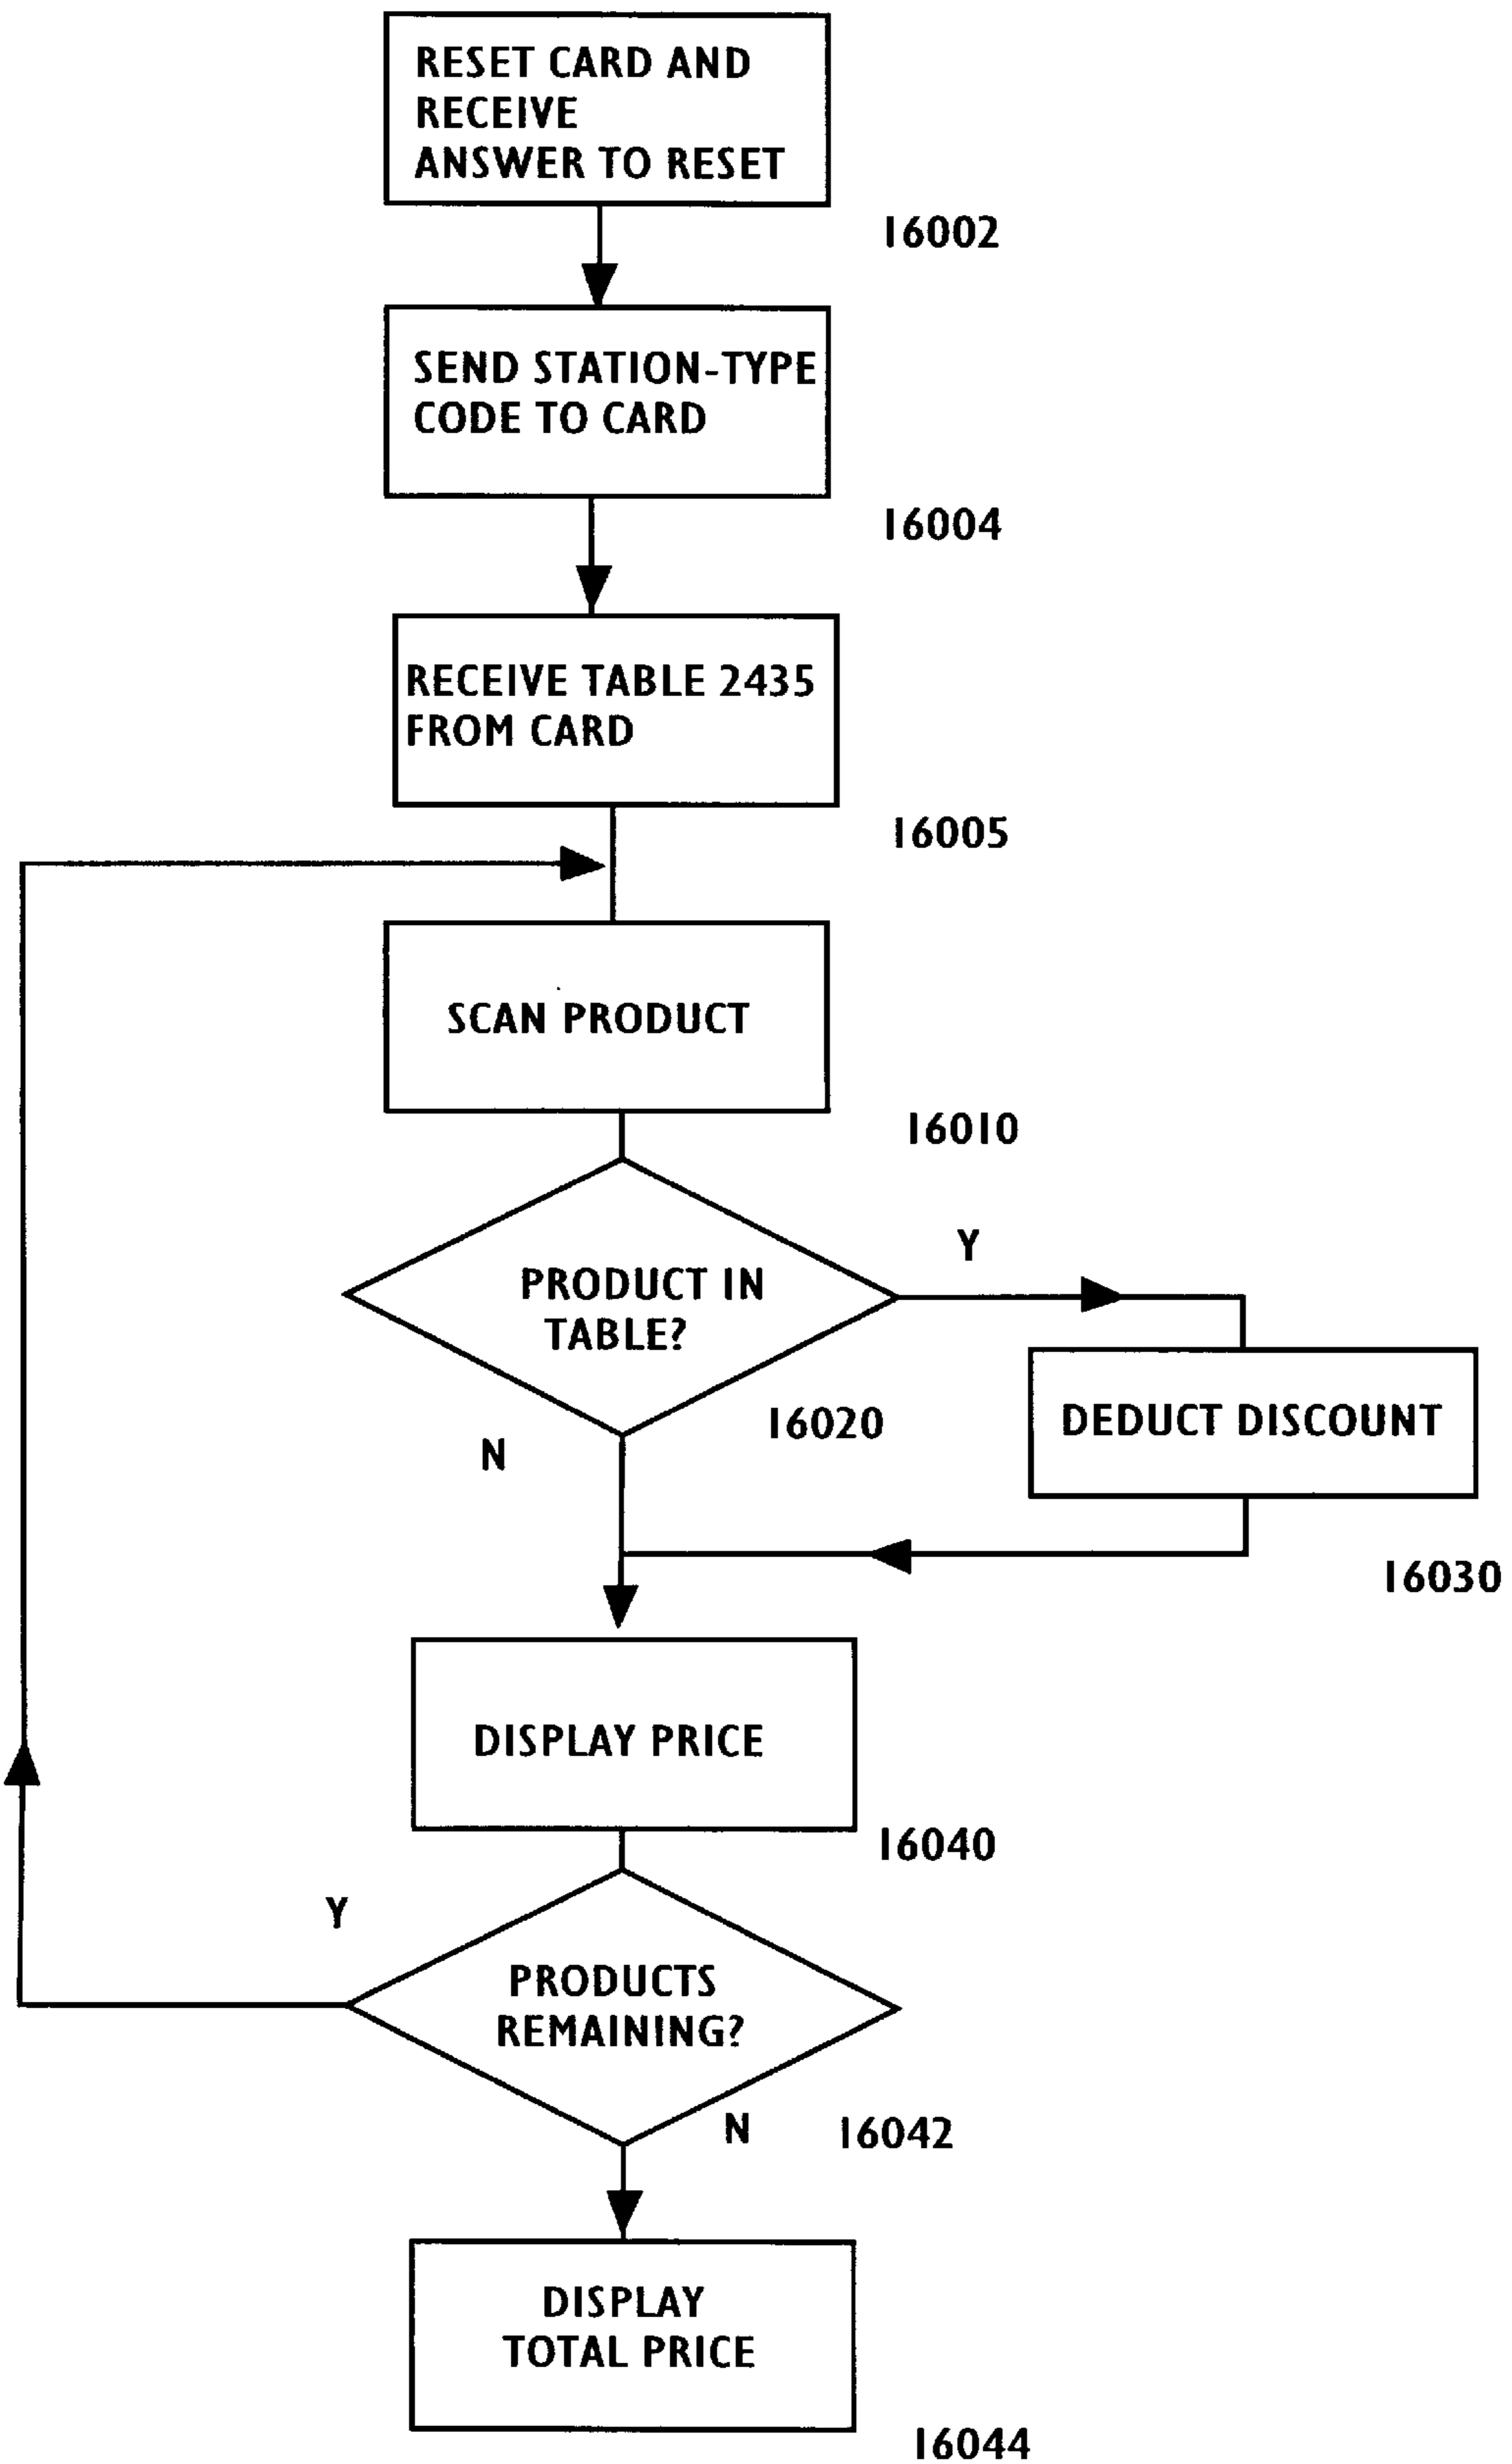 RESET CARD AND
RECEIVE
ANSWER TO RESET
16002
SEND STATION-TYPE
CODE TO CARD
16004
RECEIVE TABLE 2435
FROM CARD
16005
SCAN PRODUCT
16010
Y
PRODUCT IN
TABLE?
16020
DEDUCT DISCOUNT
N
16030
DISPLAY PRICE
16040
Y
PRODUCTS
REMAINING?
N
16042
DISPLAY
TOTAL PRICE
16044